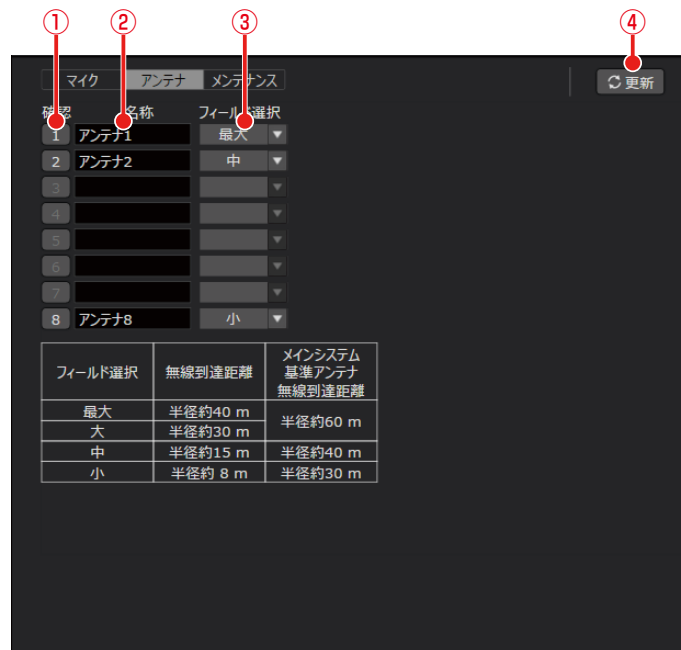 ① ② ③ ④
マイク アンテナ メンテナンス 更新
確認 名称 フィールド選択
1 アンテナ1 最大
2 アンテナ2 中
3
4
5
6
7
8 アンテナ8 小
フィールド選択 無線到達距離 メインシステム
基準アンテナ
無線到達距離
最大 半径約40 m 半径約60 m
大 半径約30 m
中 半径約15 m 半径約40 m
小 半径約 8 m 半径約30 m